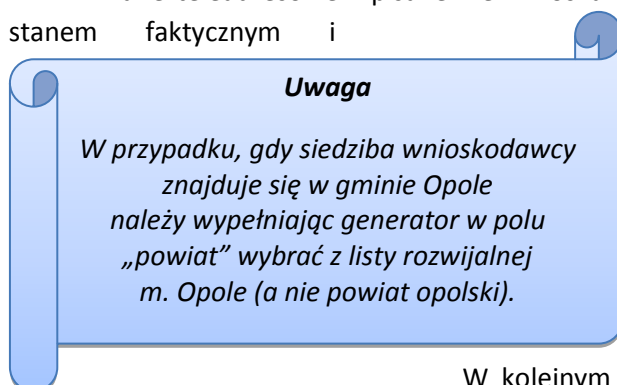 stanem faktycznym i
Uwaga
W przypadku, gdy siedziba wnioskodawcy
znajduje się w gminie Opole
należy wypełniając generator w polu
„powiat” wybrać z listy rozwijalnej
m. Opole (a nie powiat opolski).
W kolejnym